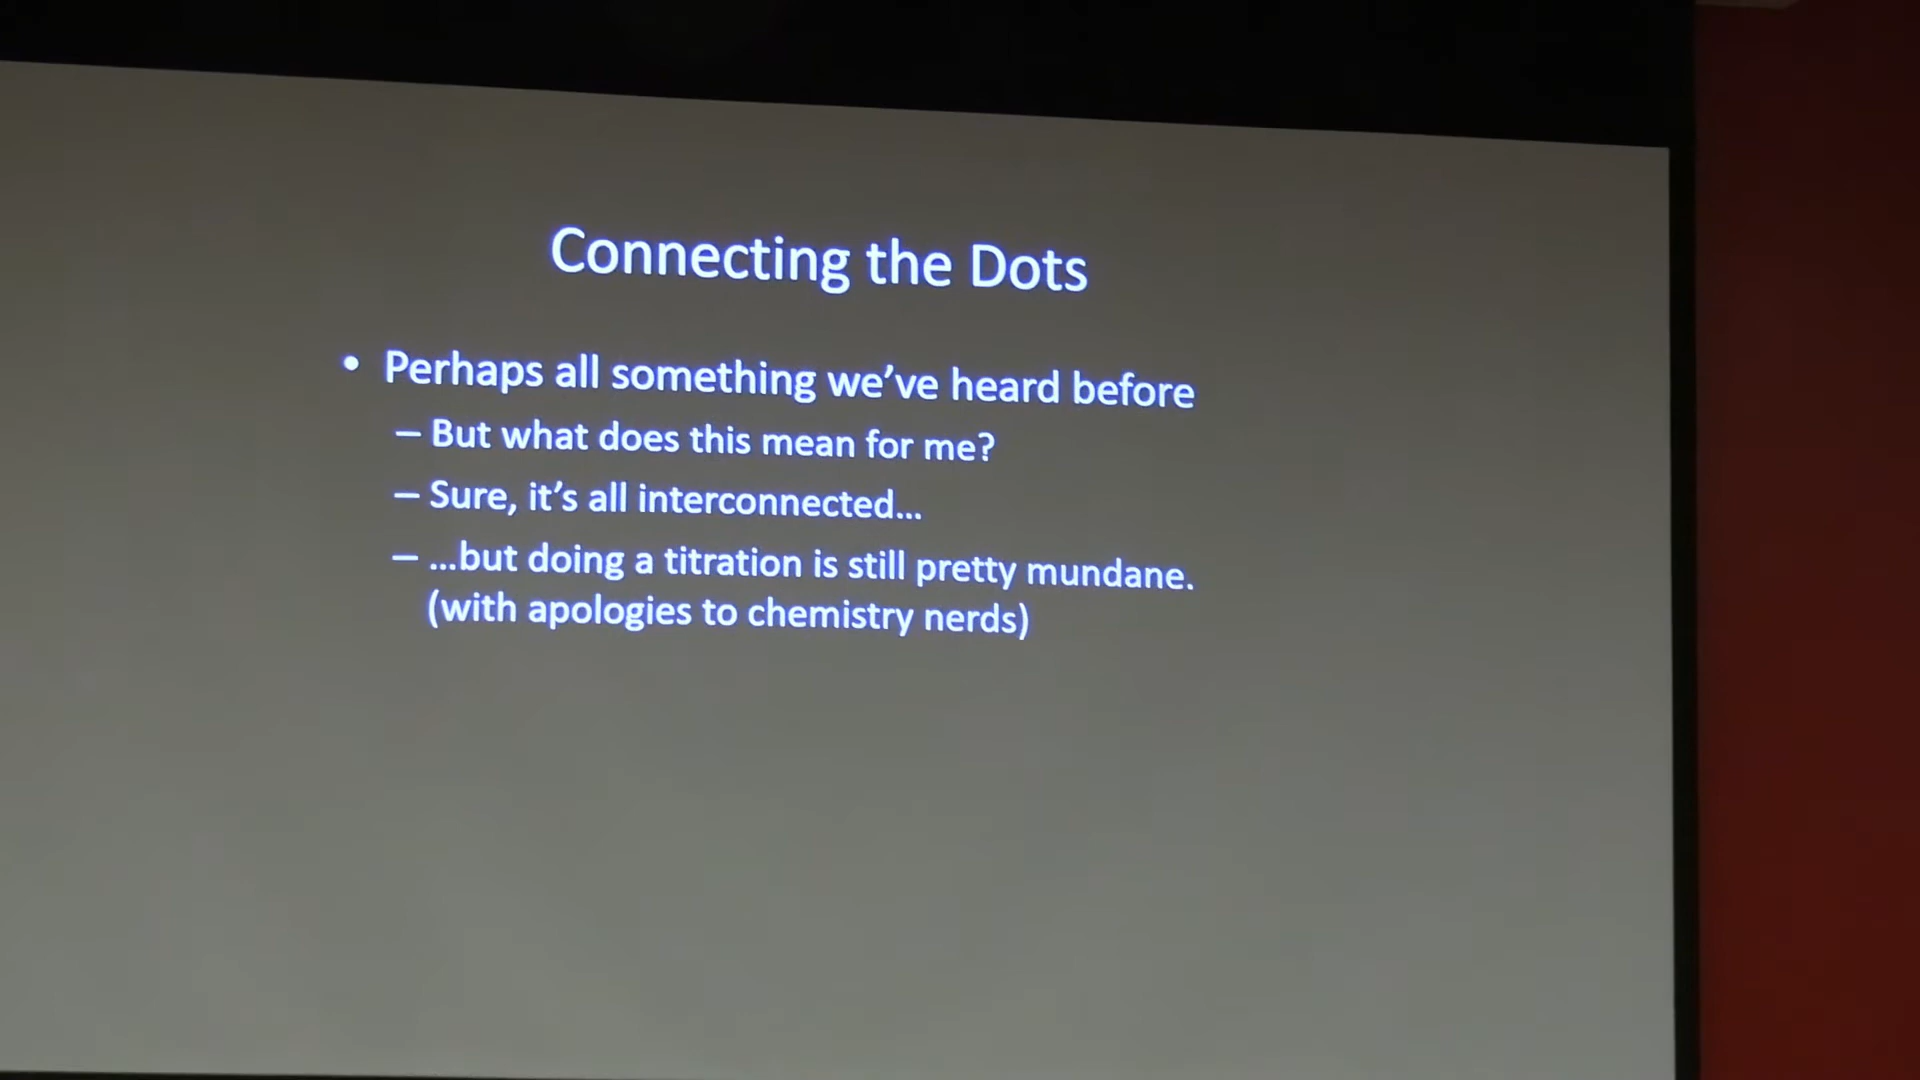 Connecting the Dots
• Perhaps all something we've heard before
– But what does this mean for me?
– Sure, it's all interconnected...
– ...but doing a titration is still pretty mundane.
(with apologies to chemistry nerds)